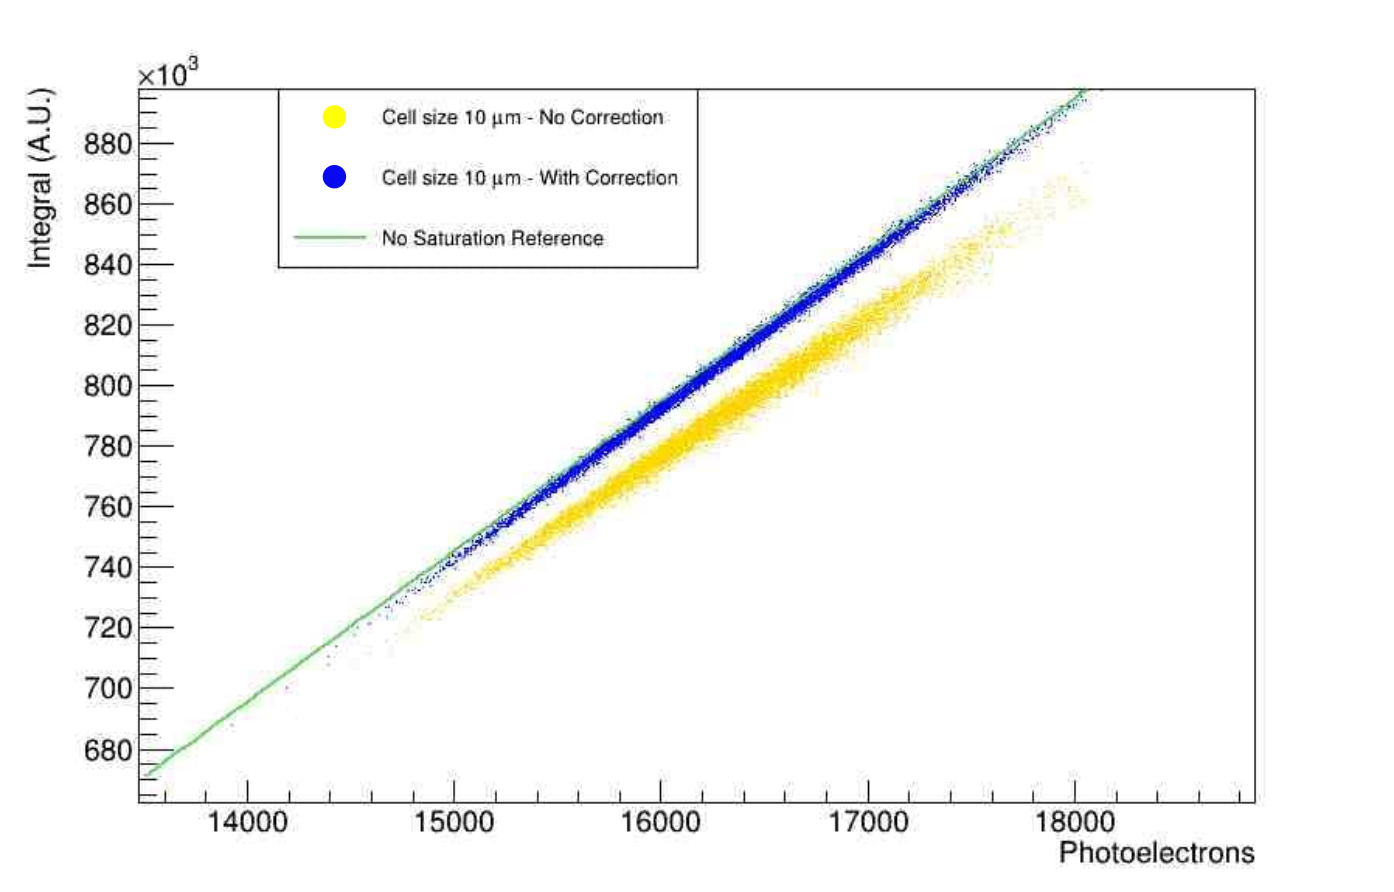 ×10³
Integral (A.U.)
Cell size 10 μm - No Correction
Cell size 10 μm - With Correction
No Saturation Reference
880
860
840
820
800
780
760
740
720
700
680
14000 15000 16000 17000 18000
Photoelectrons